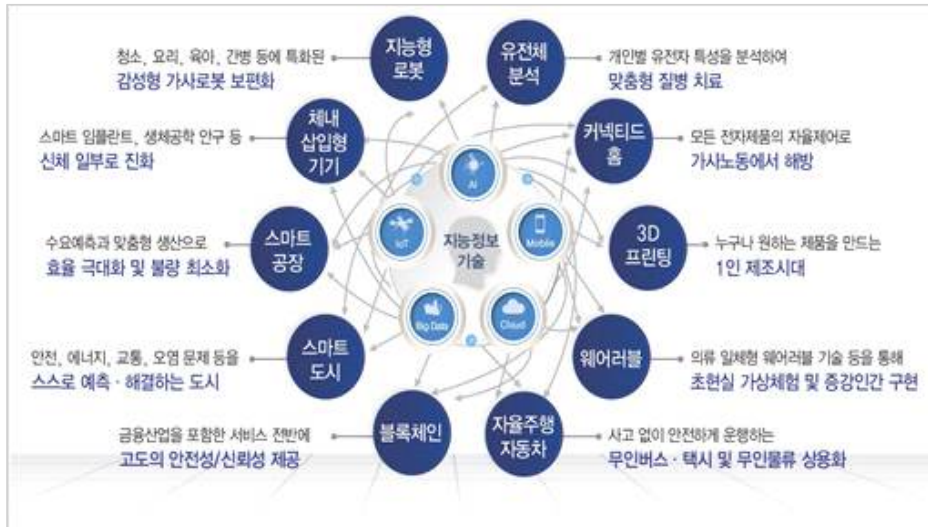 청소, 요리, 육아, 간병 등에 특화된
감성형 가사로봇 보편화
지능형
로봇
유전체
분석
개인별 유전자 특성을 분석하여
맞춤형 질병 치료
스마트 임플란트, 생체공학 안구 등
신체 일부로 진화
체내
삽입형
기기
커넥티드
홈
모든 전자제품의 자율제어로
가사노동에서 해방
AI
IoT
지능정보
기술
Mobile
Big Data
Cloud
수요예측과 맞춤형 생산으로
효율 극대화 및 불량 최소화
스마트
공장
3D
프린팅
누구나 원하는 제품을 만드는
1인 제조시대
안전, 에너지, 교통, 오염 문제 등을
스스로 예측 · 해결하는 도시
스마트
도시
웨어러블
의류 일체형 웨어러블 기술 등을 통해
초현실 가상체험 및 증강인간 구현
금융산업을 포함한 서비스 전반에
고도의 안전성/신뢰성 제공
블록체인
자율주행
자동차
사고 없이 안전하게 운행하는
무인버스 · 택시 및 무인물류 상용화